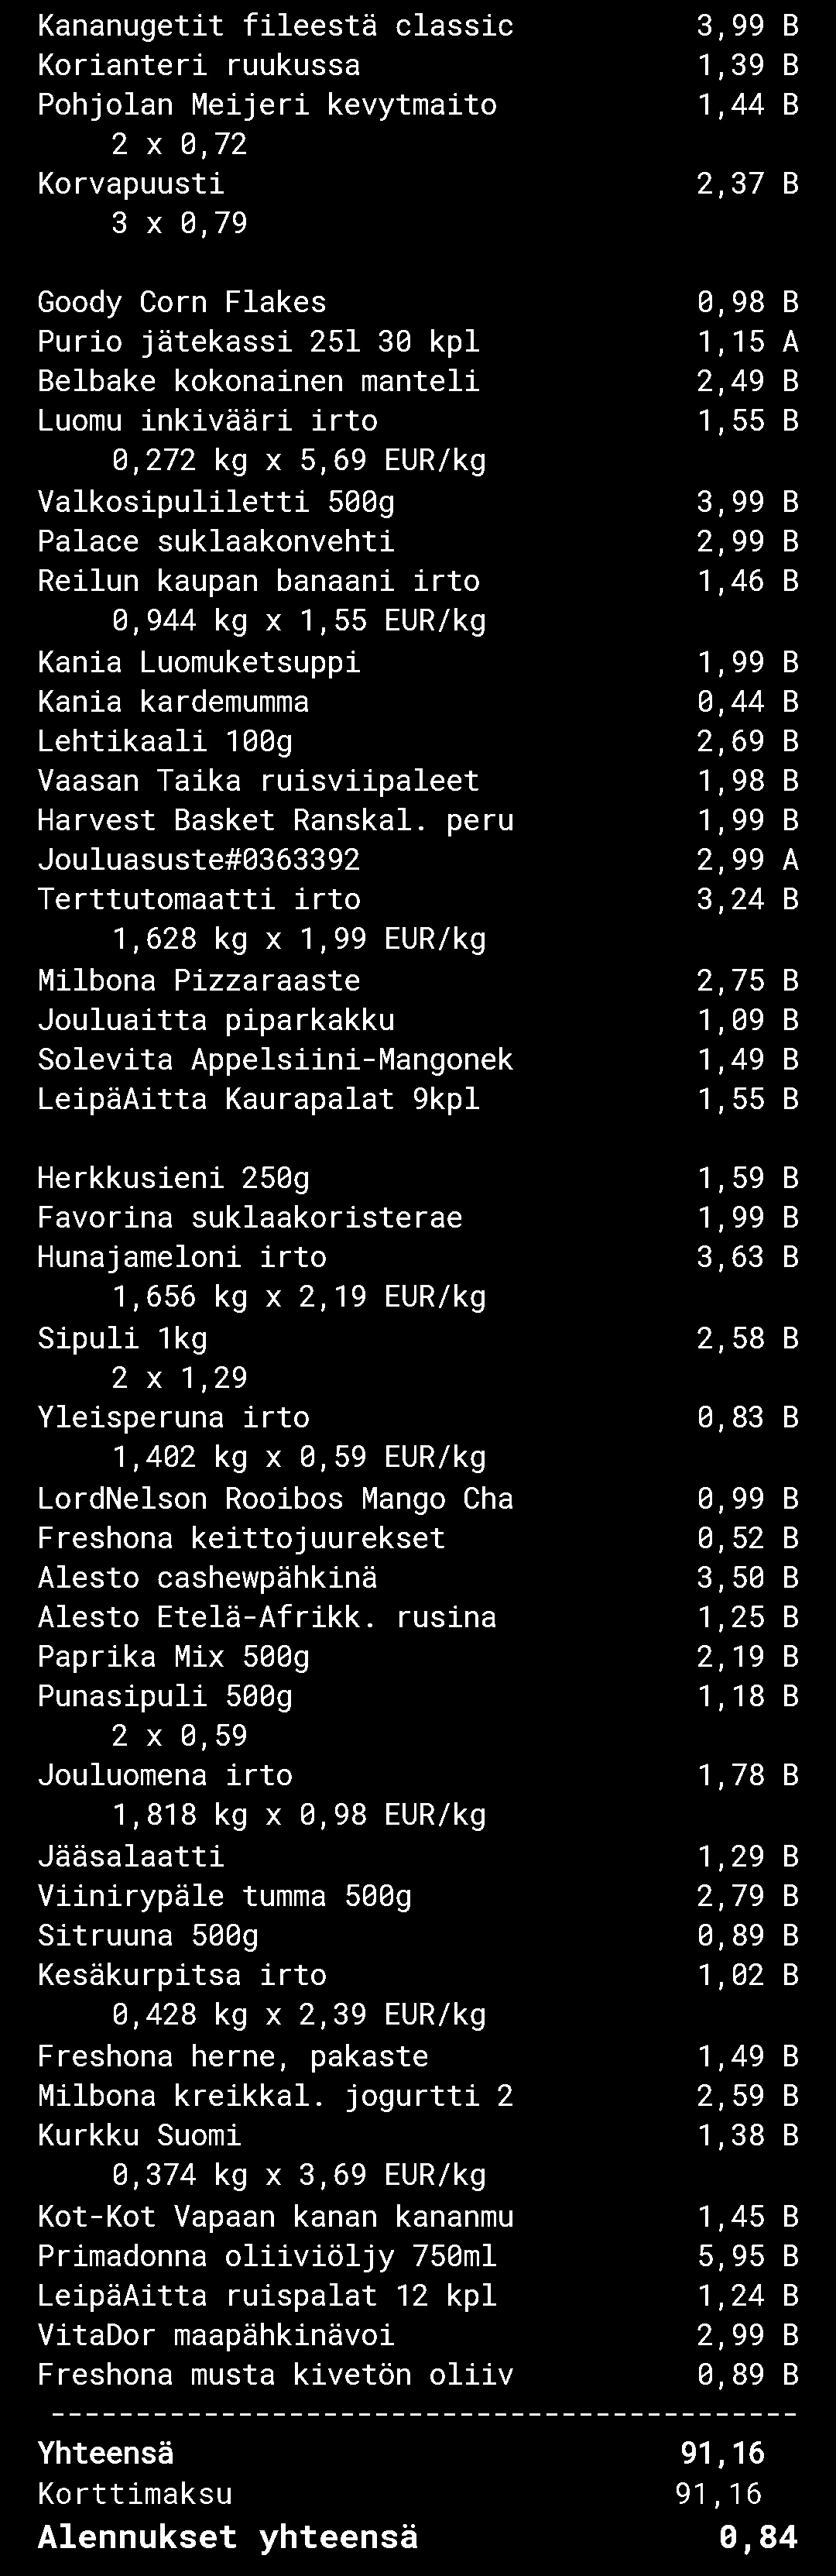 Kananugetit fileestä classic 3,99 B
Korianteri ruukussa 1,39 B
Pohjolan Meijeri kevytmaito 1,44 B
2 x 0,72
Korvapuusti 2,37 B
3 x 0,79
Goody Corn Flakes 0,98 B
Purio jätekassi 25l 30 kpl 1,15 A
Belbake kokonainen manteli 2,49 B
Luomu inkivääri irto 1,55 B
0,272 kg x 5,69 EUR/kg
Valkosipuliletti 500g 3,99 B
Palace suklaakonvehti 2,99 B
Reilun kaupan banaani irto 1,46 B
0,944 kg x 1,55 EUR/kg
Kania Luomuketsuppi 1,99 B
Kania kardemumma 0,44 B
Lehtikaali 100g 2,69 B
Vaasan Taika ruisviipaleet 1,98 B
Harvest Basket Ranskal. peru 1,99 B
Jouluasuste#0363392 2,99 A
Terttutomaatti irto 3,24 B
1,628 kg x 1,99 EUR/kg
Milbona Pizzaraaste 2,75 B
Jouluaitta piparkakku 1,09 B
Solevita Appelsiini-Mangonek 1,49 B
LeipäAitta Kaurapalat 9kpl 1,55 B
Herkkusieni 250g 1,59 B
Favorina suklaakoristerae 1,99 B
Hunajameloni irto 3,63 B
1,656 kg x 2,19 EUR/kg
Sipuli 1kg 2,58 B
2 x 1,29
Yleisperuna irto 0,83 B
1,402 kg x 0,59 EUR/kg
LordNelson Rooibos Mango Cha 0,99 B
Freshona keittojuurekset 0,52 B
Alesto cashewpähkinä 3,50 B
Alesto Etelä-Afrikk. rusina 1,25 B
Paprika Mix 500g 2,19 B
Punasipuli 500g 1,18 B
2 x 0,59
Jouluomena irto 1,78 B
1,818 kg x 0,98 EUR/kg
Jääsalaatti 1,29 B
Viinirypäle tumma 500g 2,79 B
Sitruuna 500g 0,89 B
Kesäkurpitsa irto 1,02 B
0,428 kg x 2,39 EUR/kg
Freshona herne, pakaste 1,49 B
Milbona kreikkal. jogurtti 2 2,59 B
Kurkku Suomi 1,38 B
0,374 kg x 3,69 EUR/kg
Kot-Kot Vapaan kanan kananmu 1,45 B
Primadonna oliiviöljy 750ml 5,95 B
LeipäAitta ruispalat 12 kpl 1,24 B
VitaDor maapähkinävoi 2,99 B
Freshona musta kivetön oliiv 0,89 B
--------------------------------------------
Yhteensä 91,16
Korttimaksu 91,16
Alennukset yhteensä 0,84